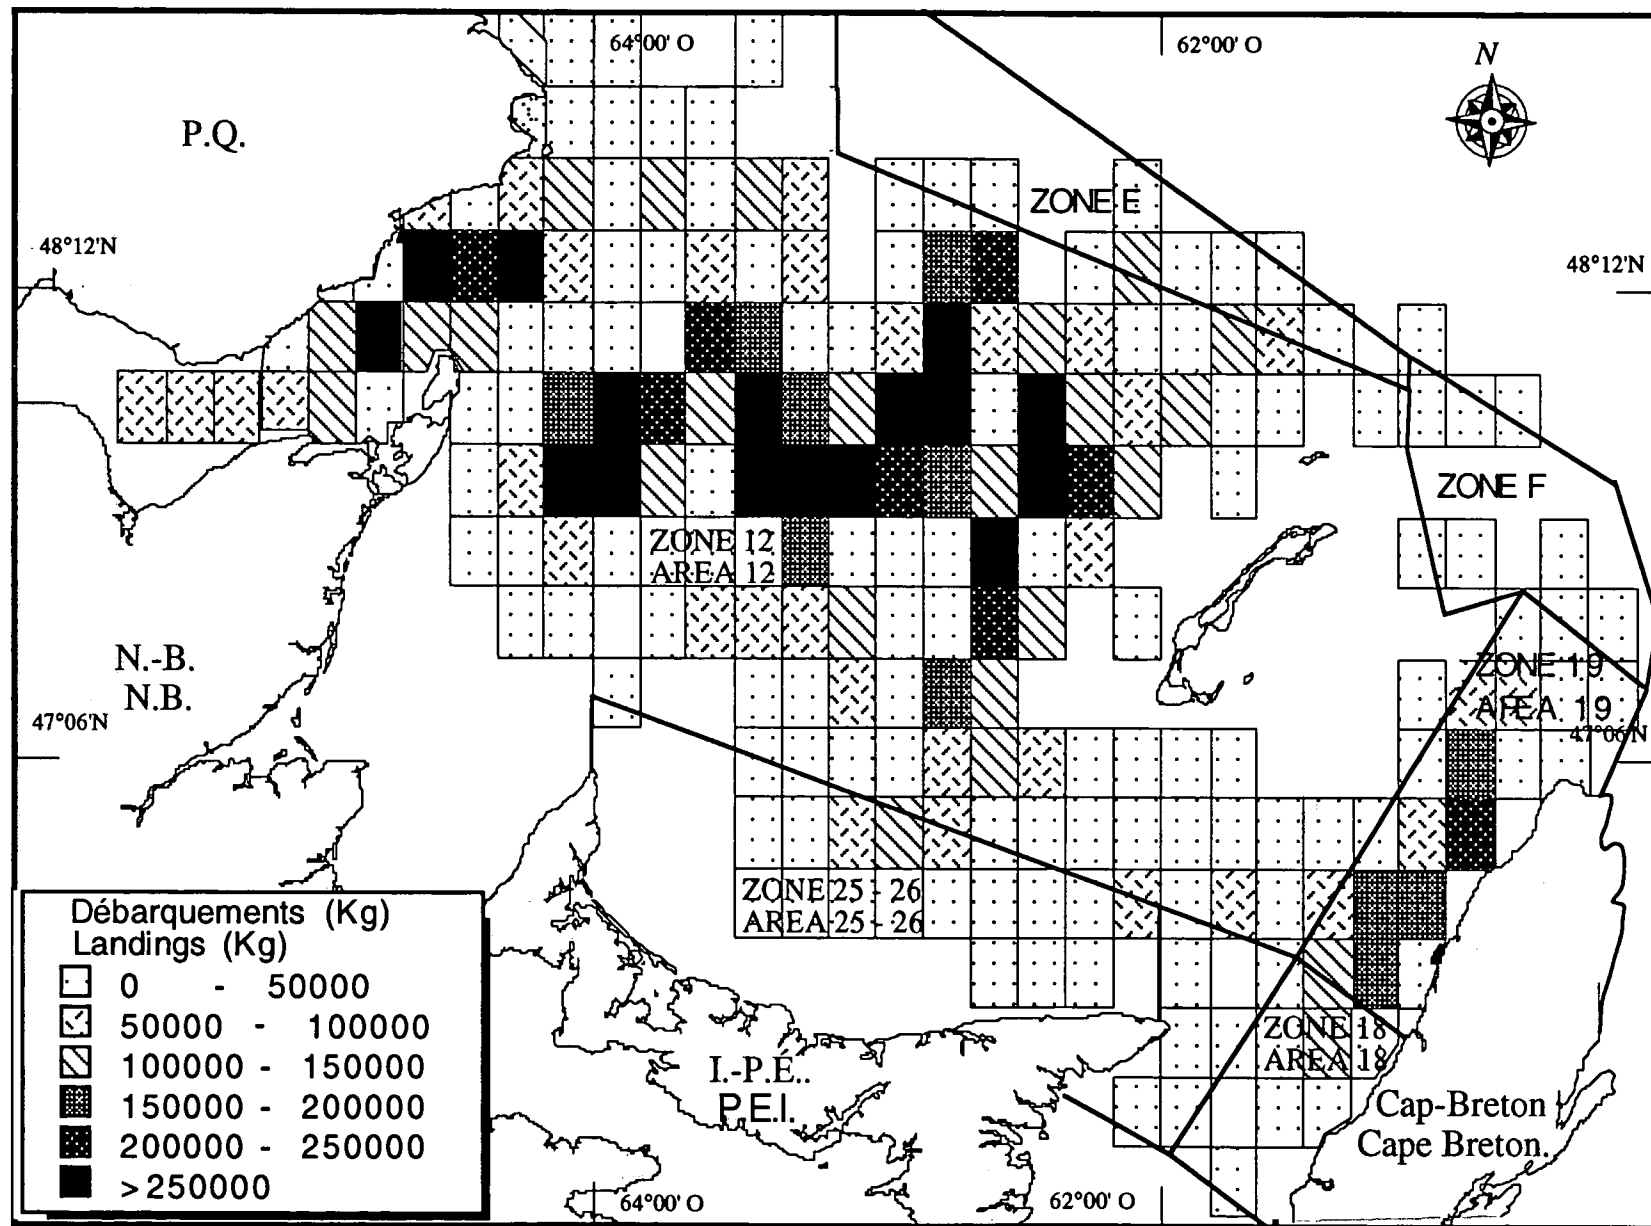 64°00' O
62°00' O
N
P.Q.
ZONE E
48°12'N
48°12'N
ZONE F
ZONE 12
AREA 12
N.-B.
N.B.
ZONE 19
AREA 19
47°06'N
47°06'N
ZONE 25 - 26
AREA 25 - 26
Débarquements (Kg)
Landings (Kg)
0 - 50000
50000 - 100000
100000 - 150000
150000 - 200000
200000 - 250000
>250000
ZONE 18
AREA 18
I.-P.É..
P.E.I.
Cap-Breton
Cape Breton.
64°00' O
62°00' O